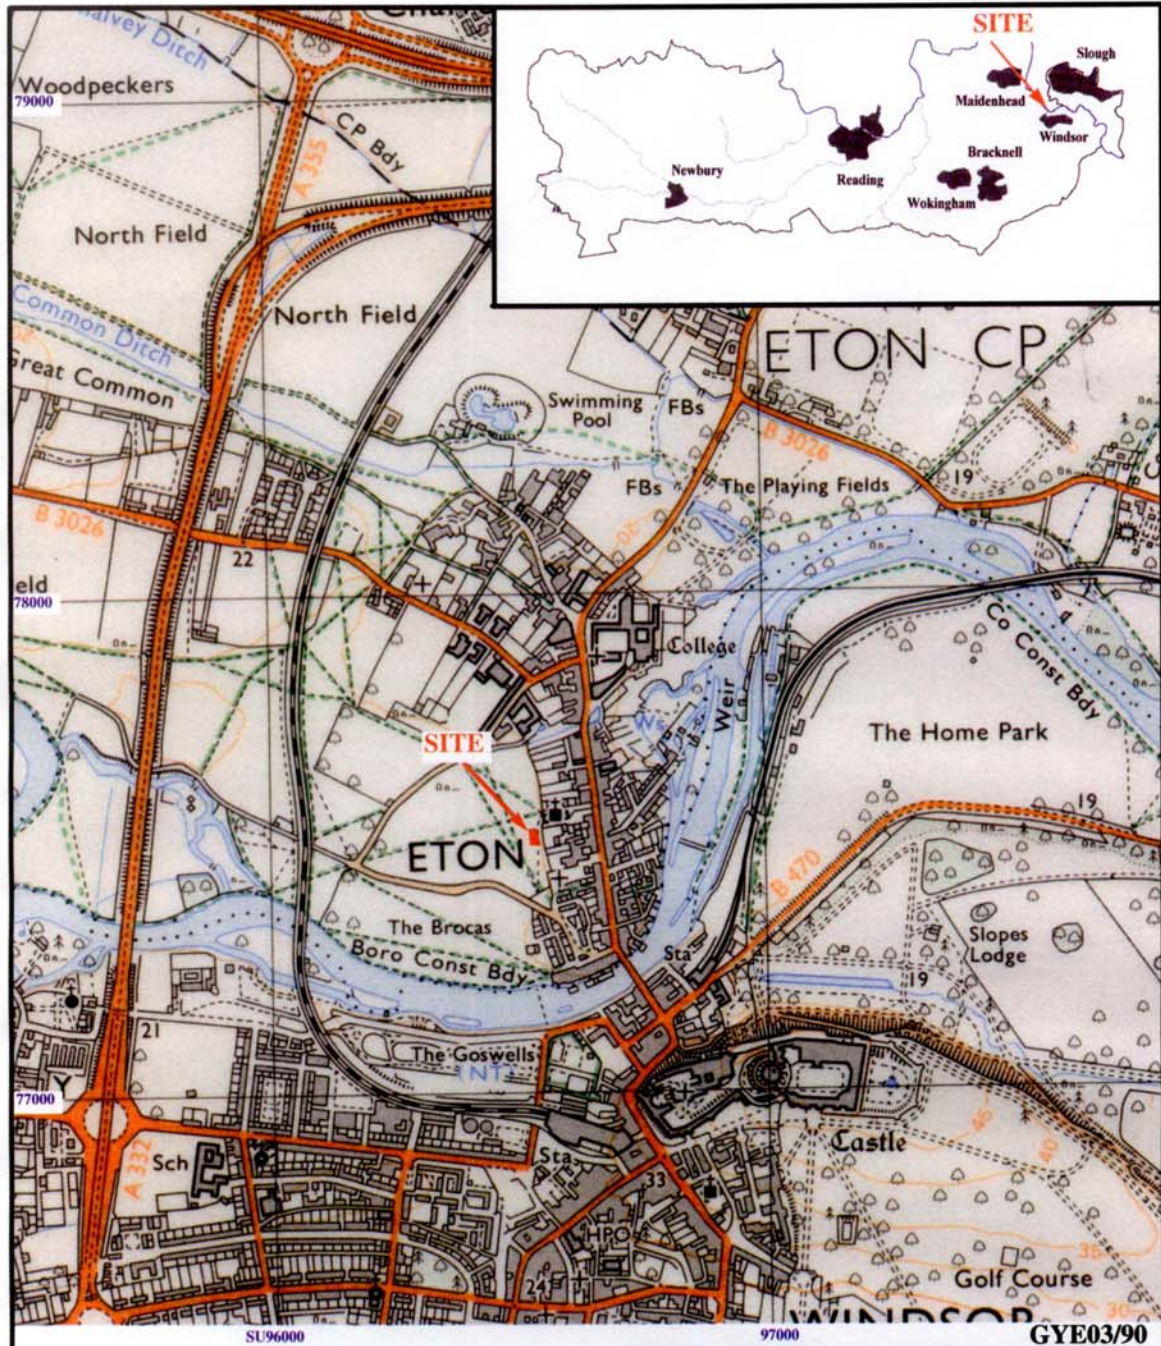 SITE
Slough
Maidenhead
Windsor
Newbury
Reading
Bracknell
Wokingham
Ditch
Woodpeckers
79000
CP Bdy
A 355
North Field
North Field
Common Ditch
Great Common
ETON CP
Swimming
Pool
FBs
B 3026
FBs
The Playing Fields
19
B 3026
20
22
78000
College
Co Const Bdy
Weir
Ws
The Home Park
SITE
19
ETON
B 470
The Brocas
Boro Const Bdy
Sta
Slopes
Lodge
19
21
The Goswells
(NT)
Y
77000
Castle
45
40
Sch
A 332
Sta
33
HPO
35
24
Golf Course
30
WINDSOR
SU96000
97000
GYE03/90